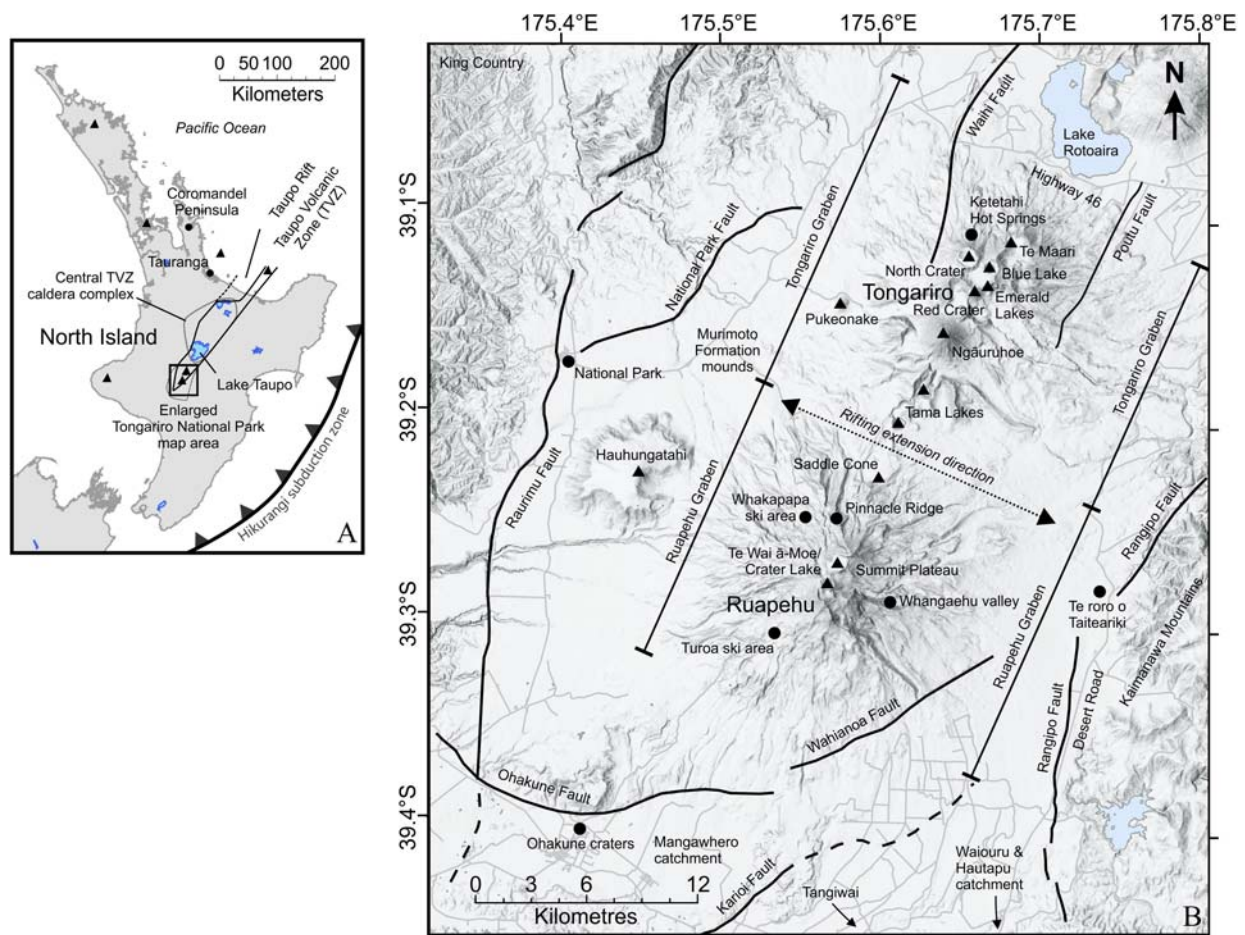 0 50 100 200
Kilometers
Pacific Ocean
Coromandel
Peninsula
Taupo Rift
Taupo Volcanic
Zone (TVZ)
Tauranga
Central TVZ
caldera complex
North Island
Lake Taupo
Enlarged
Tongariro National Park
map area
Hikurangi subduction zone
A
175.4°
175.5°
175.6°
175.7°
175.8°E
39.1°S
39.2°S
39.3°S
39.4°S
King Country
N
Waihi Fault
Lake
Rotoaira
Tongariro Graben
Highway 46
Ketetahi
Hot Springs
Te Maari
Poutu Fault
National Park Fault
North Crater
Blue Lake
Tongariro
Emerald
Lakes
Red Crater
Pukeonake
Ngāuruhoe
Murimoto
Formation
mounds
National Park
Tongariro Graben
Tama Lakes
Rifting extension direction
Hauhungatahi
Saddle Cone
Raurimu Fault
Ruapehu Graben
Whakapapa
ski area
Pinnacle Ridge
Rangipo Fault
Te Wai ā-Moe/
Crater Lake
Summit Plateau
Ruapehu
Whangaehu valley
Te roro o
Taiteariki
Turoa ski area
Kaimanawa Mountains
Ruapehu Graben
Wahianoa Fault
Rangipo Fault
Desert Road
Ohakune Fault
Ohakune craters
Mangawhero
catchment
Waiouru &
Hautapu
catchment
0 3 6 12
Kilometres
Karioi Fault
Tangiwai
B